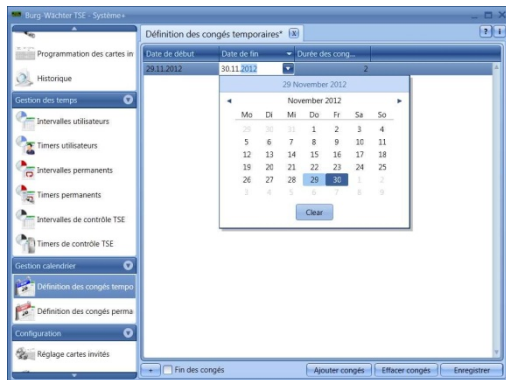 Burg-Wächter TSE - Système+
Programmation des cartes in
Historique
Gestion des temps
Intervalles utilisateurs
Timers utilisateurs
Intervalles permanents
Timers permanents
Intervalles de contrôle TSE
Timers de contrôle TSE
Gestion calendrier
Définition des congés tempo
Définition des congés perma
Configuration
Réglage cartes invités
Définition des congés temporaires*
Date de début Date de fin Durée des cong...
29.11.2012 30.11.2012 2
29 November 2012
November 2012
Mo Di Mi Do Fr Sa So
29 30 31 1 2 3 4
5 6 7 8 9 10 11
12 13 14 15 16 17 18
19 20 21 22 23 24 25
26 27 28 29 30 1 2
3 4 5 6 7 8 9
Clear
Fin des congés
Ajouter congés Effacer congés Enregistrer